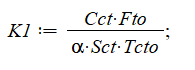 K1 := Cct·Fto / α·Sct·Tcto;